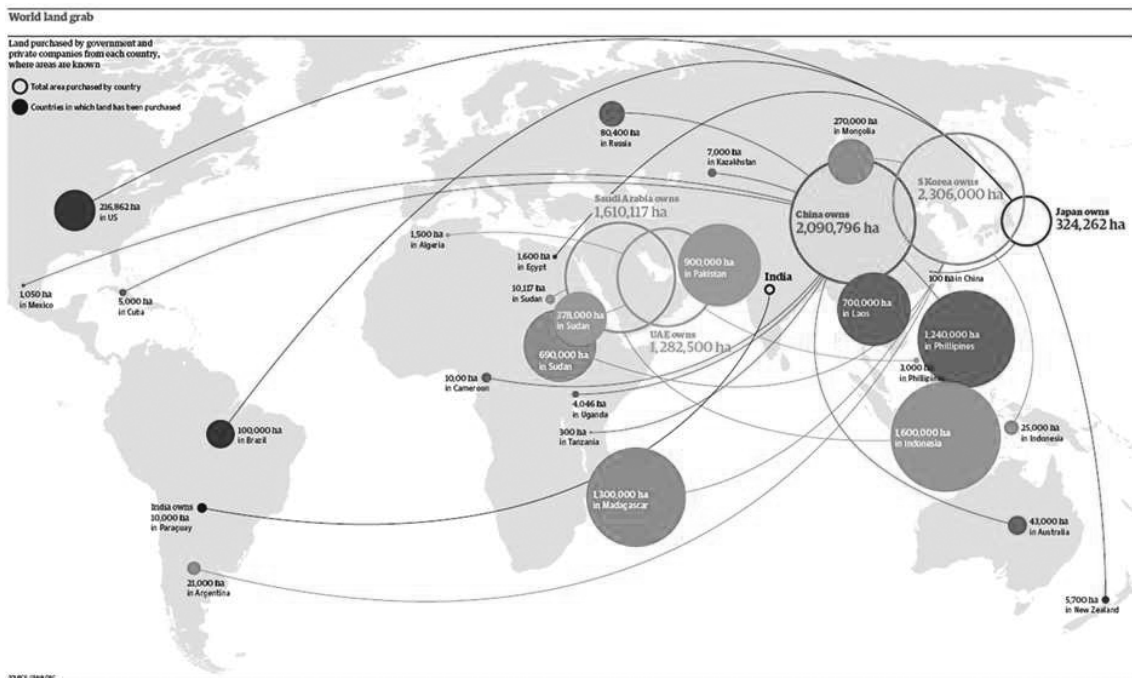 World land grab
Land purchased by government and
private companies from each country,
where areas are known
Total area purchased by country
Countries in which land has been purchased
216,862 ha
in US
1,050 ha
in Mexico
5,000 ha
in Cuba
100,000 ha
in Brazil
India owns
10,000 ha
in Paraguay
21,000 ha
in Argentina
80,400 ha
in Russia
7,000 ha
in Kazakhstan
270,000 ha
in Mongolia
Saudi Arabia owns
1,610,117 ha
1,500 ha
in Algeria
1,600 ha
in Egypt
10,117 ha
in Sudan
378,000 ha
in Sudan
690,000 ha
in Sudan
UAE owns
1,282,500 ha
900,000 ha
in Pakistan
India
China owns
2,090,796 ha
S Korea owns
2,306,000 ha
Japan owns
324,262 ha
100 ha in China
700,000 ha
in Laos
1,240,000 ha
in Phillipines
3,000 ha
in Phillipines
10,00 ha
in Cameroon
4,046 ha
in Uganda
300 ha
in Tanzania
1,300,000 ha
in Madagascar
1,600,000 ha
in Indonesia
25,000 ha
in Indonesia
43,000 ha
in Australia
5,700 ha
in New Zealand